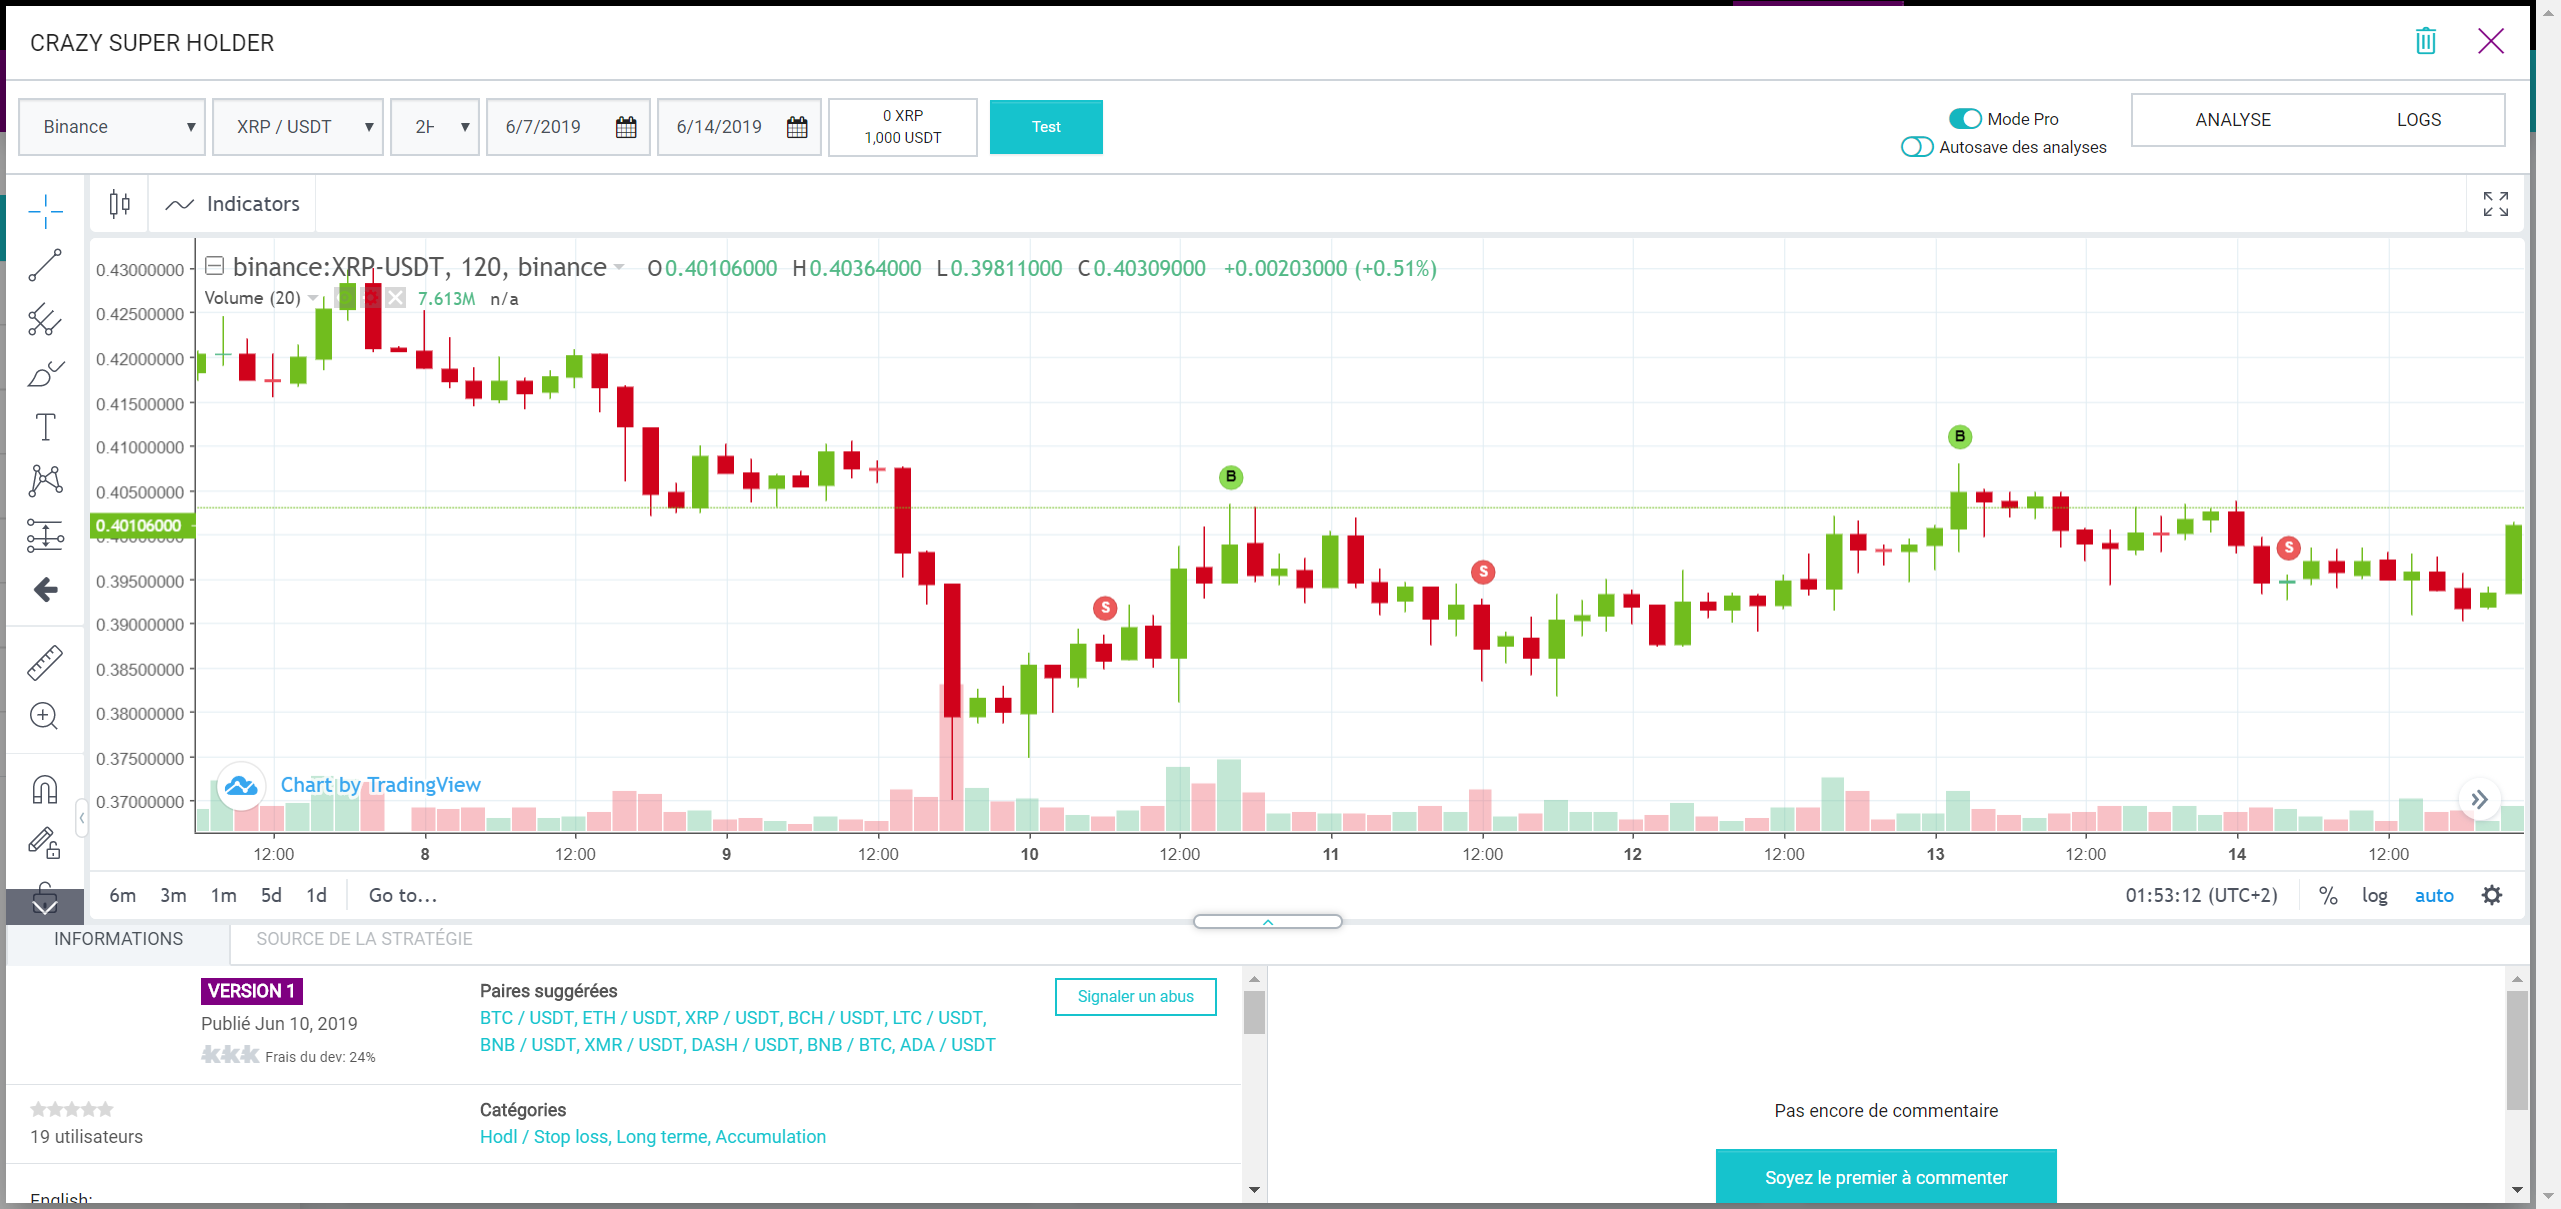 CRAZY SUPER HOLDER
Binance
XRP / USDT
6/7/2019
6/14/2019
0 XRP
1,000 USDT
Test
Mode Pro
Autosave des analyses
ANALYSE
LOGS
Indicators
binance:XRP-USDT, 120, binance
O0.40106000 H0.40364000 L0.39811000 C0.40309000 +0.00203000 (+0.51%)
Volume (20)
7.613M n/a
0.43000000
0.42500000
0.42000000
0.41500000
0.41000000
0.40500000
0.40106000
0.39500000
0.39000000
0.38500000
0.38000000
0.37500000
0.37000000
S
B
S
B
S
Chart by TradingView
12:00 8 12:00 9 12:00 10 12:00 11 12:00 12 12:00 13 12:00 14 12:00
6m 3m 1m 5d 1d Go to...
01:53:12 (UTC+2) % log auto
INFORMATIONS
SOURCE DE LA STRATÉGIE
VERSION 1
Publié Jun 10, 2019
Frais du dev: 24%
Paires suggérées
BTC / USDT, ETH / USDT, XRP / USDT, BCH / USDT, LTC / USDT,
BNB / USDT, XMR / USDT, DASH / USDT, BNB / BTC, ADA / USDT
Signaler un abus
19 utilisateurs
Catégories
Hodl / Stop loss, Long terme, Accumulation
English:
Pas encore de commentaire
Soyez le premier à commenter